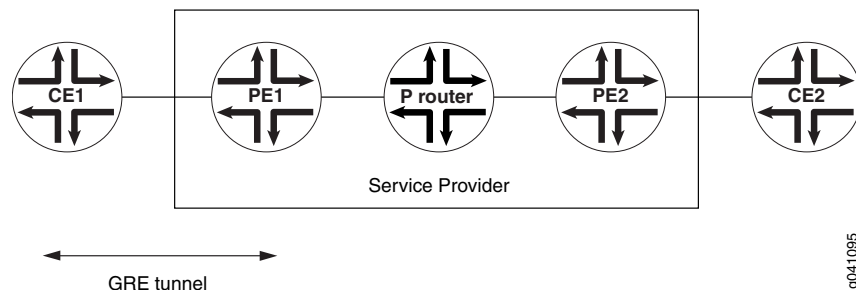 CE1 PE1 P router PE2 CE2
Service Provider
GRE tunnel
g041095